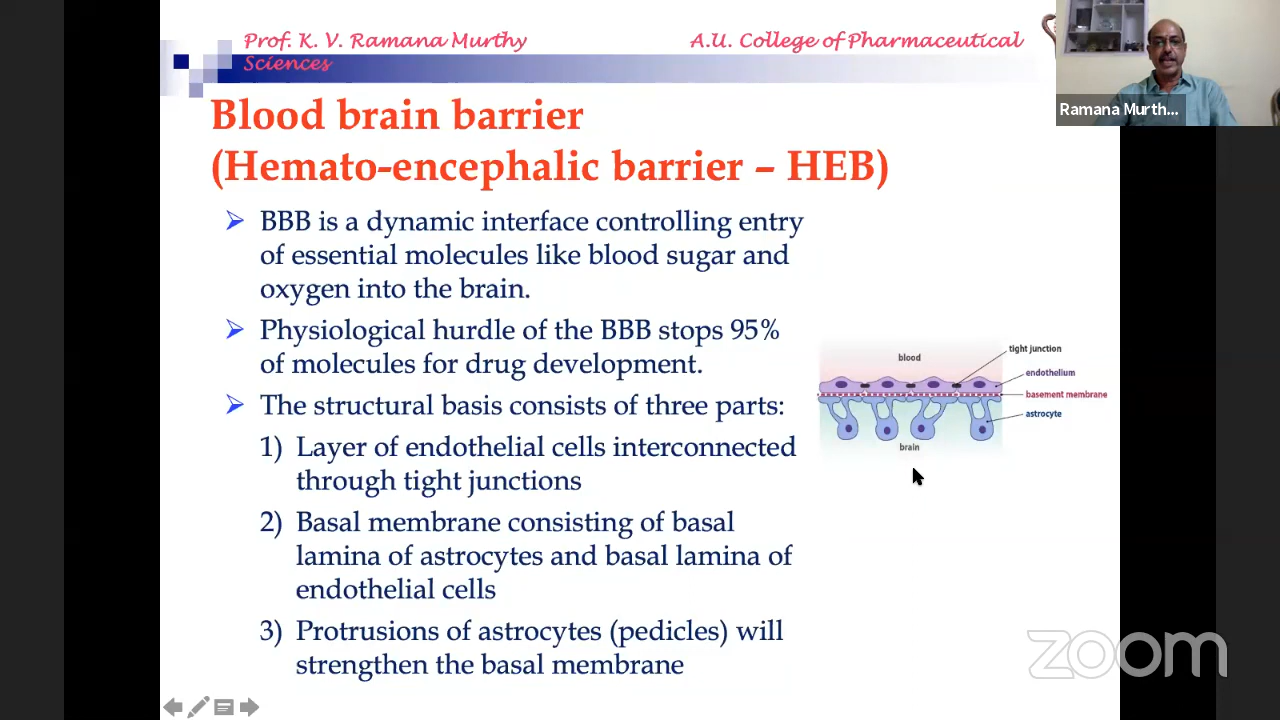 Prof. K. V. Ramana Murthy A.U. College of Pharmaceutical
Sciences
Ramana Murth...
Blood brain barrier
(Hemato-encephalic barrier – HEB)
➢ BBB is a dynamic interface controlling entry
of essential molecules like blood sugar and
oxygen into the brain.
➢ Physiological hurdle of the BBB stops 95%
of molecules for drug development.
➢ The structural basis consists of three parts:
1) Layer of endothelial cells interconnected
through tight junctions
2) Basal membrane consisting of basal
lamina of astrocytes and basal lamina of
endothelial cells
3) Protrusions of astrocytes (pedicles) will
strengthen the basal membrane
blood
tight junction
endothelium
basement membrane
astrocyte
brain
zoom